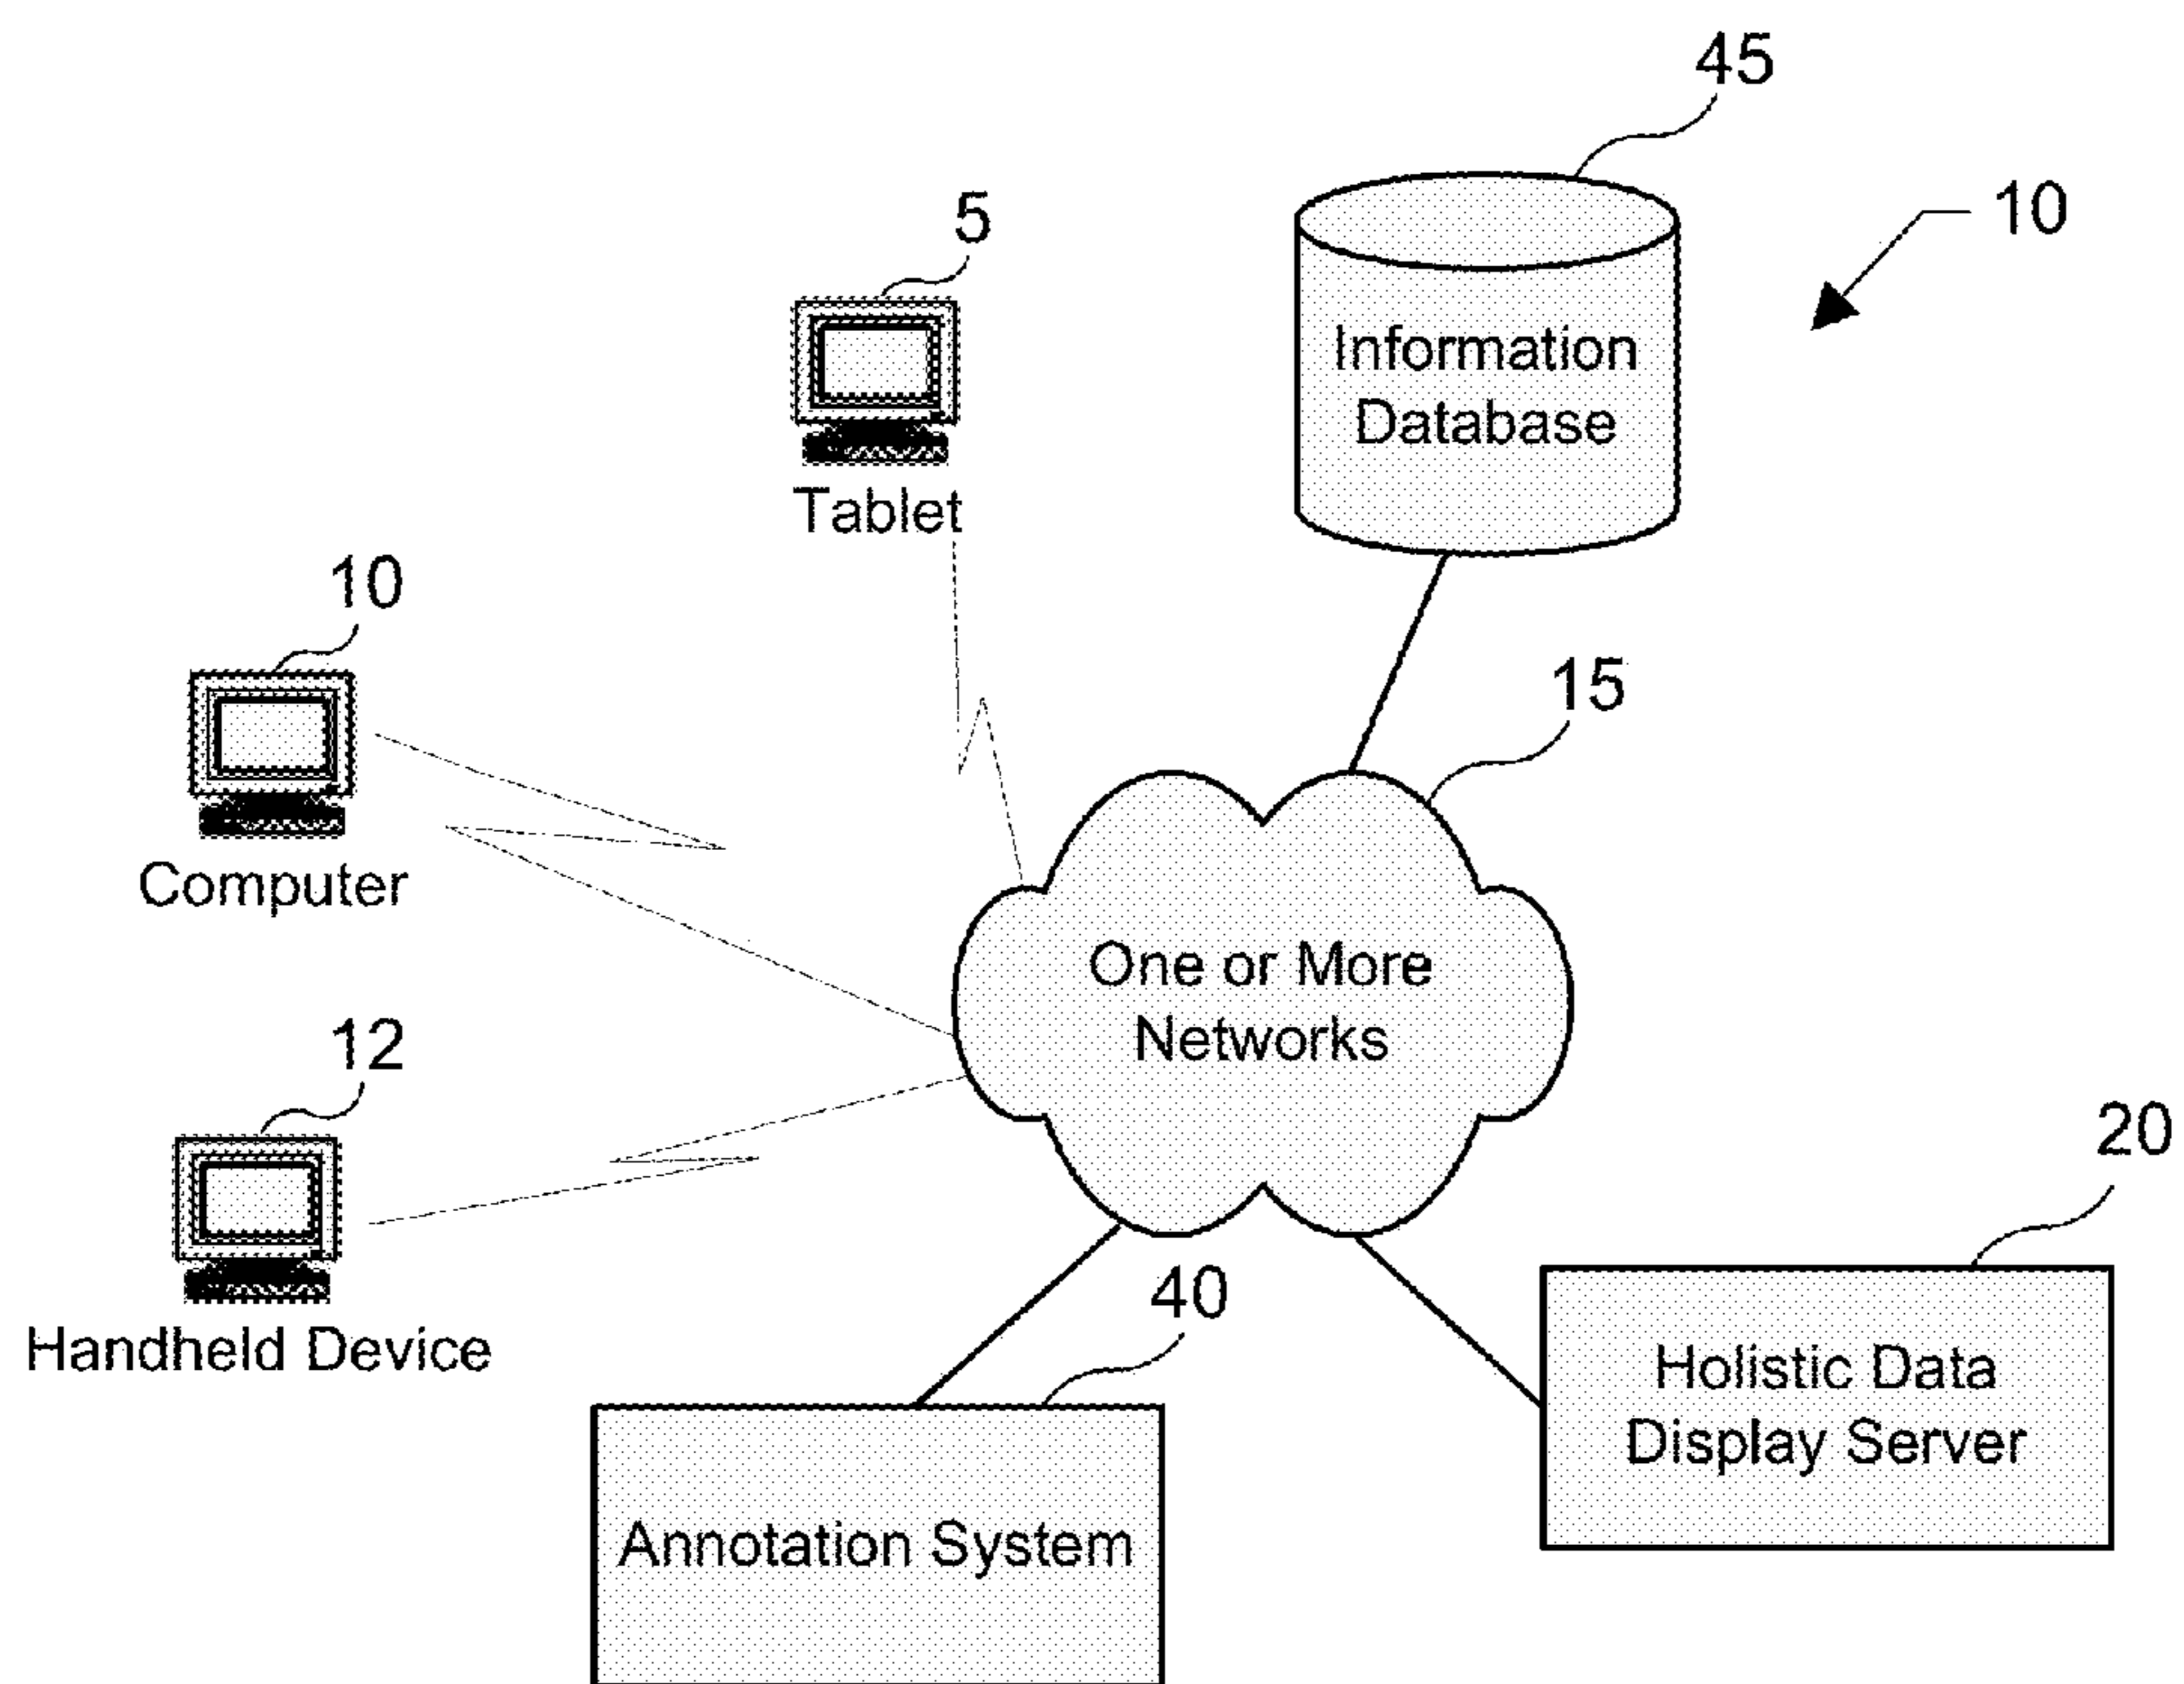 45
10
5
Information
Database
Tablet
10
15
Computer
One or More
Networks
12
20
40
Handheld Device
Holistic Data
Display Server
Annotation System